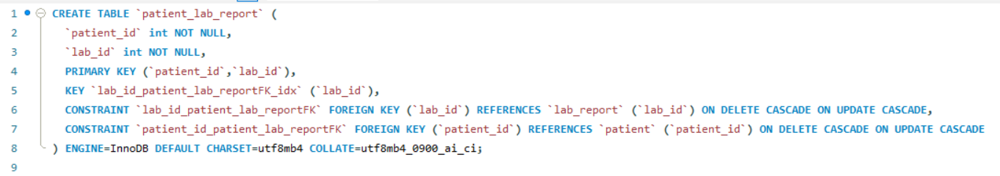 1 CREATE TABLE `patient_lab_report` (
2 `patient_id` int NOT NULL,
3 `lab_id` int NOT NULL,
4 PRIMARY KEY (`patient_id`,`lab_id`),
5 KEY `lab_id_patient_lab_reportFK_idx` (`lab_id`),
6 CONSTRAINT `lab_id_patient_lab_reportFK` FOREIGN KEY (`lab_id`) REFERENCES `lab_report` (`lab_id`) ON DELETE CASCADE ON UPDATE CASCADE,
7 CONSTRAINT `patient_id_patient_lab_reportFK` FOREIGN KEY (`patient_id`) REFERENCES `patient` (`patient_id`) ON DELETE CASCADE ON UPDATE CASCADE
8 ) ENGINE=InnoDB DEFAULT CHARSET=utf8mb4 COLLATE=utf8mb4_0900_ai_ci;
9